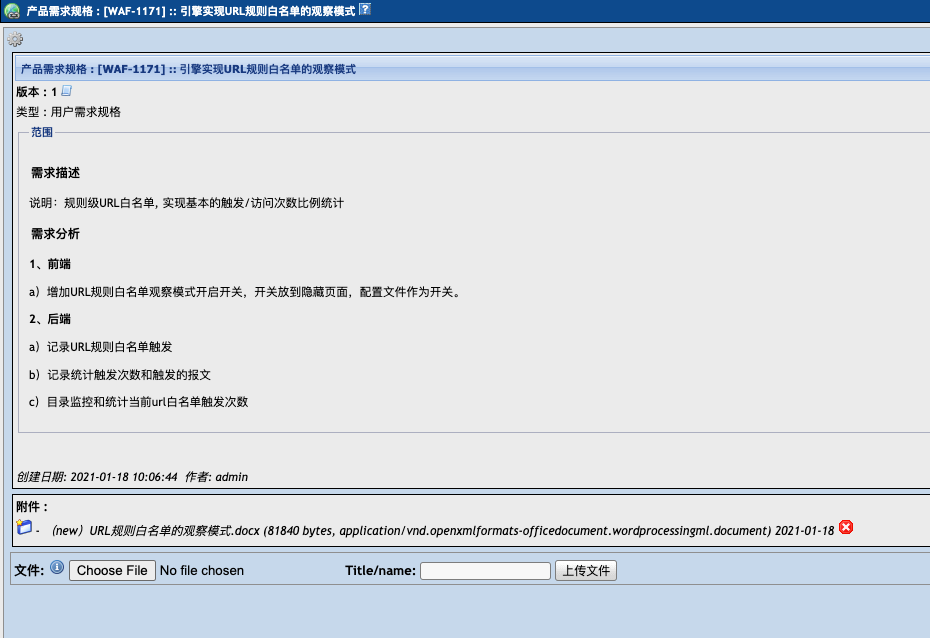 产品需求规格 : [WAF-1171] :: 引擎实现URL规则白名单的观察模式 ?
产品需求规格 : [WAF-1171] :: 引擎实现URL规则白名单的观察模式
版本 : 1
类型 : 用户需求规格
范围
需求描述
说明：规则级URL白名单, 实现基本的触发/访问次数比例统计
需求分析
1、前端
a）增加URL规则白名单观察模式开启开关，开关放到隐藏页面，配置文件作为开关。
2、后端
a）记录URL规则白名单触发
b）记录统计触发次数和触发的报文
c）目录监控和统计当前url白名单触发次数
创建日期: 2021-01-18 10:06:44 作者: admin
附件 :
- （new）URL规则白名单的观察模式.docx (81840 bytes, application/vnd.openxmlformats-officedocument.wordprocessingml.document) 2021-01-18
文件: Choose File No file chosen Title/name: 上传文件